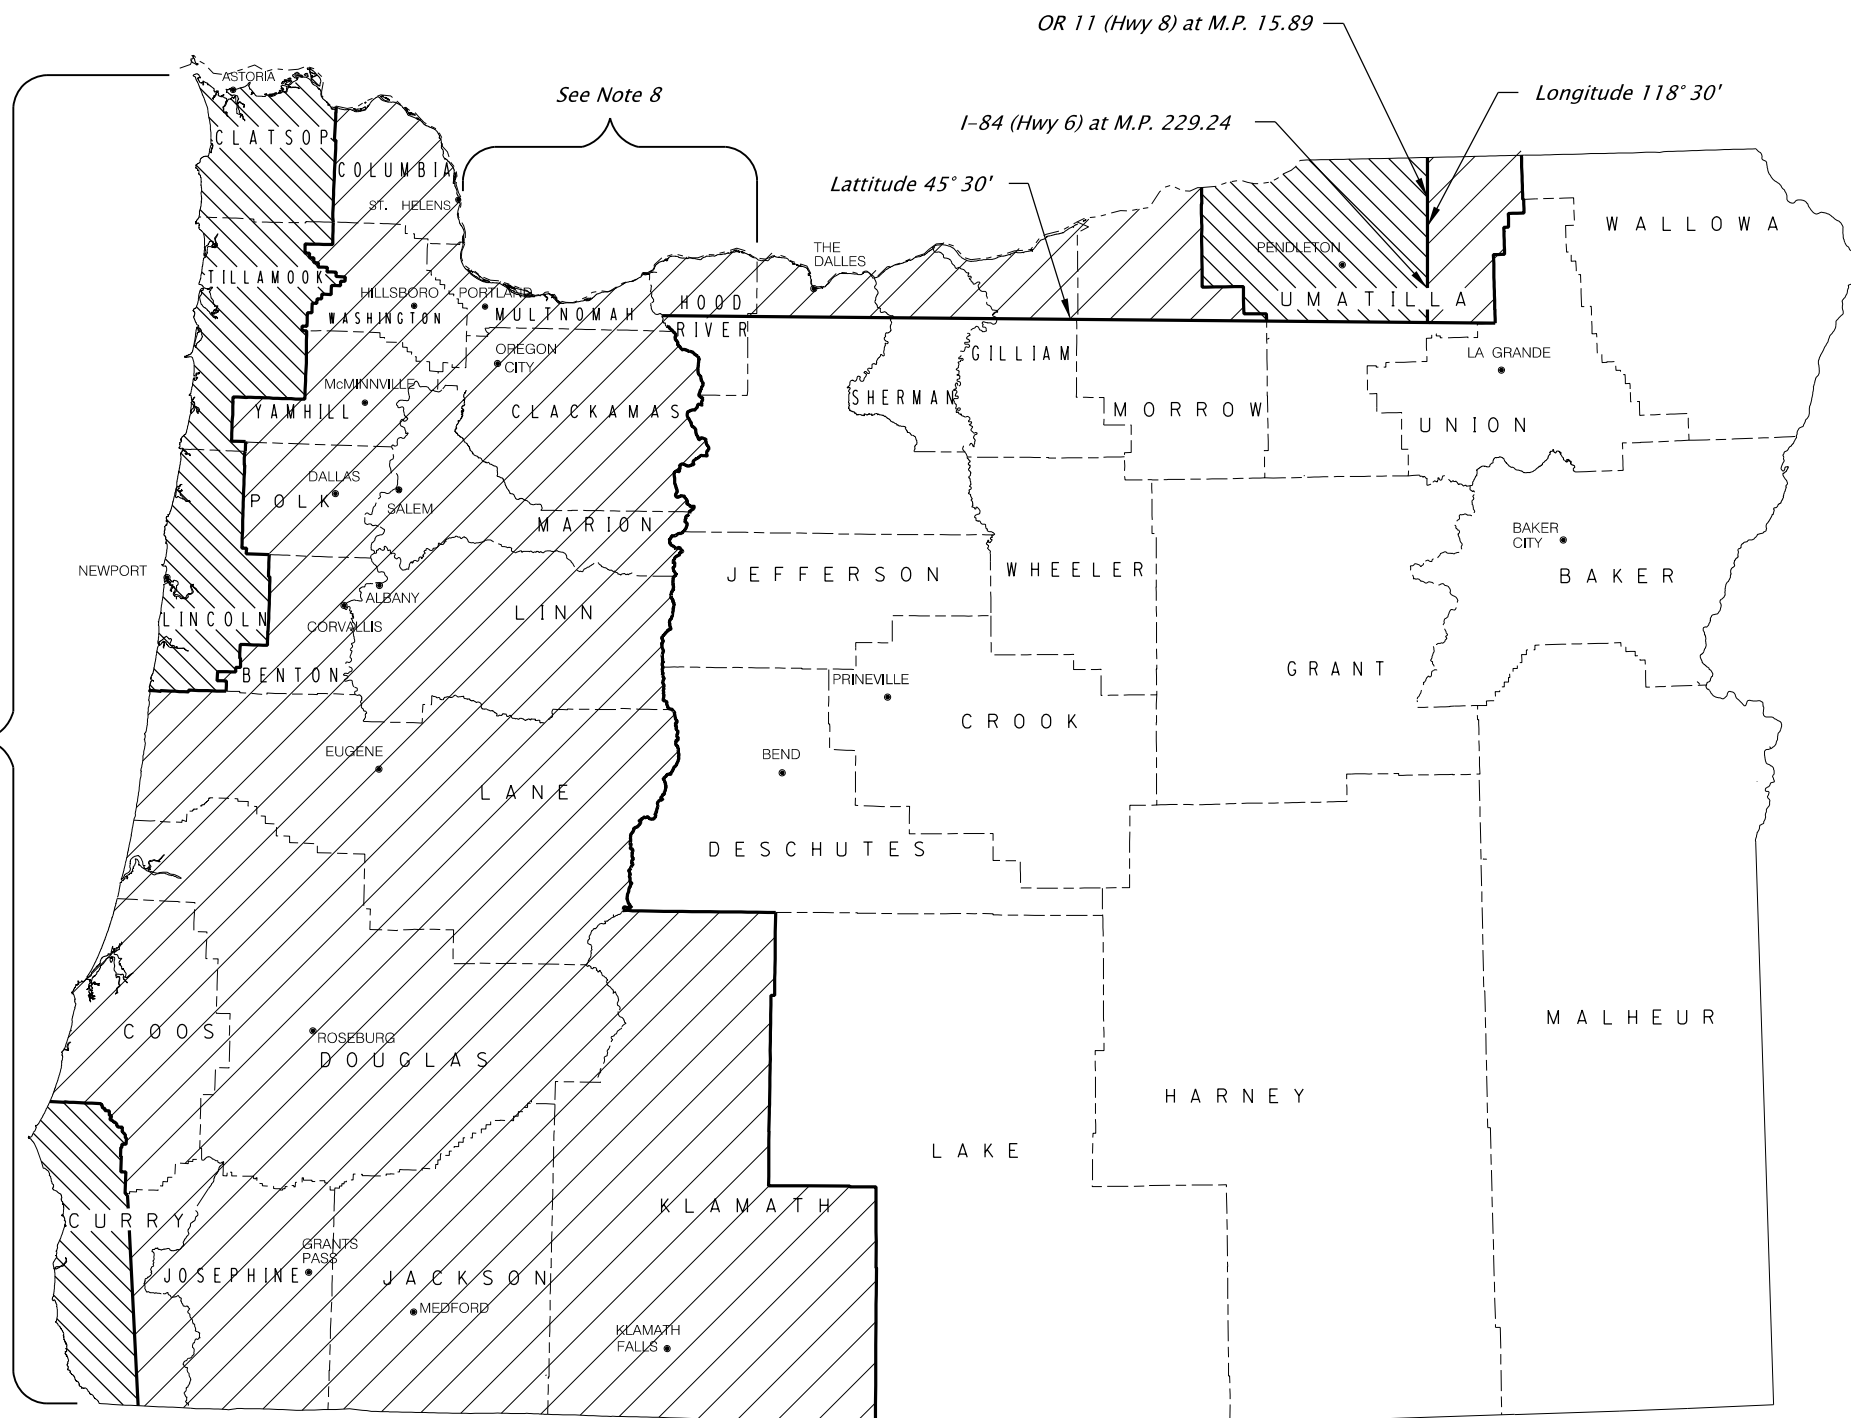 OR 11 (Hwy 8) at M.P. 15.89
See Note 8
Longitude 118° 30'
I-84 (Hwy 6) at M.P. 229.24
Lattitude 45° 30'
ASTORIA
CLATSOP
COLUMBIA
ST. HELENS
THE
DALLES
PENDLETON
WALLOWA
TILLAMOOK
HILLSBORO
PORTLAND
WASHINGTON
MULTNOMAH
HOOD
RIVER
UMATILLA
OREGON
CITY
GILLIAM
LA GRANDE
McMINNVILLE
YAMHILL
CLACKAMAS
SHERMAN
MORROW
UNION
DALLAS
POLK
SALEM
MARION
BAKER
CITY
NEWPORT
JEFFERSON
WHEELER
BAKER
ALBANY
LINCOLN
CORVALLIS
LINN
BENTON
PRINEVILLE
GRANT
CROOK
EUGENE
BEND
LANE
DESCHUTES
COOS
ROSEBURG
DOUGLAS
MALHEUR
HARNEY
LAKE
KLAMATH
CURRY
GRANTS
PASS
JOSEPHINE
JACKSON
MEDFORD
KLAMATH
FALLS